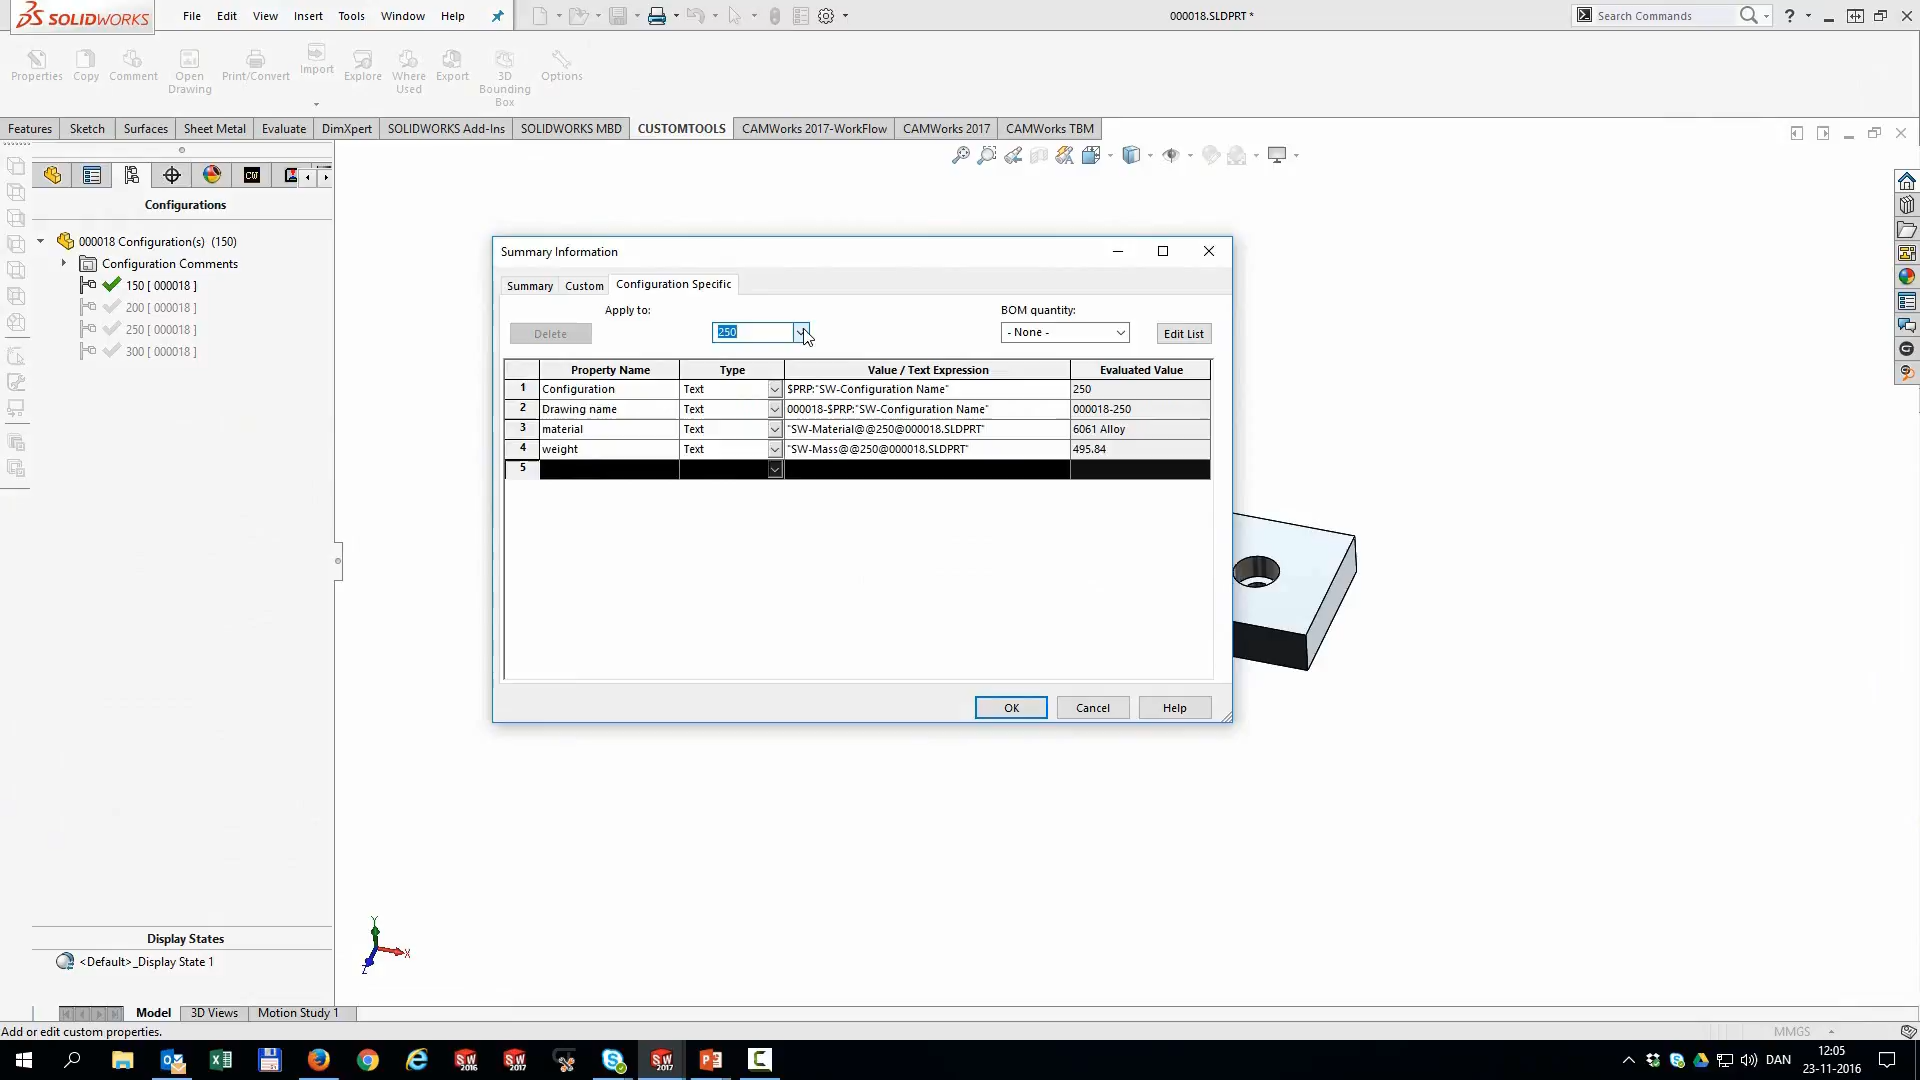 SOLIDWORKS
File Edit View Insert Tools Window Help
000018.SLDPRT *
Search Commands
?
Properties Copy Comment Open Drawing Print/Convert Import Explore Where Used Export 3D Bounding Box Options
Features Sketch Surfaces Sheet Metal Evaluate DimXpert SOLIDWORKS Add-Ins SOLIDWORKS MBD CUSTOMTOOLS CAMWorks 2017-WorkFlow CAMWorks 2017 CAMWorks TBM
CW
Configurations
000018 Configuration(s) (150)
Configuration Comments
150 [ 000018 ]
200 [ 000018 ]
250 [ 000018 ]
300 [ 000018 ]
Summary Information
Summary Custom Configuration Specific
Apply to: BOM quantity:
Delete 250 - None - Edit List
Property Name Type Value / Text Expression Evaluated Value
1 Configuration Text $PRP:"SW-Configuration Name" 250
2 Drawing name Text 000018-$PRP:"SW-Configuration Name" 000018-250
3 material Text "SW-Material@@250@000018.SLDPRT" 6061 Alloy
4 weight Text "SW-Mass@@250@000018.SLDPRT" 495.84
5
OK Cancel Help
Y
X
Z
Display States
<Default>_Display State 1
Model 3D Views Motion Study 1
Add or edit custom properties.
MMGS
SW 2016 SW 2017 SW 2017
DAN
12:05
23-11-2016